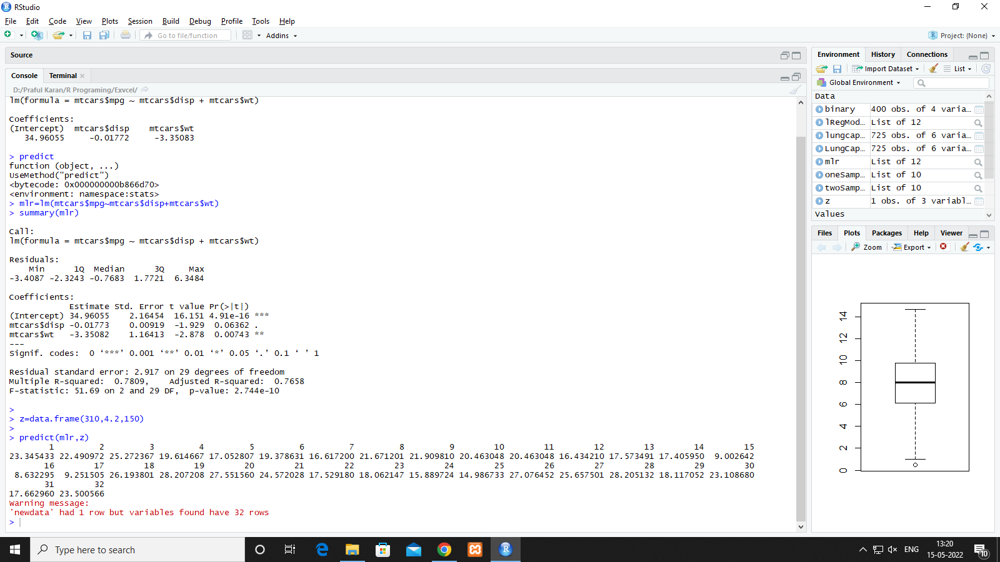 RStudio
File Edit Code View Plots Session Build Debug Profile Tools Help
Go to file/function Addins Project: (None)
Source
Console Terminal
D:/Praful Karan/R Programing/Exvcel/
lm(formula = mtcars$mpg ~ mtcars$disp + mtcars$wt)
Coefficients:
(Intercept) mtcars$disp mtcars$wt
34.96055 -0.01772 -3.35083
> predict
function (object, ...)
UseMethod("predict")
<bytecode: 0x000000000b866d70>
<environment: namespace:stats>
> mlr=lm(mtcars$mpg~mtcars$disp+mtcars$wt)
> summary(mlr)
Call:
lm(formula = mtcars$mpg ~ mtcars$disp + mtcars$wt)
Residuals:
Min 1Q Median 3Q Max
-3.4087 -2.3243 -0.7683 1.7721 6.3484
Coefficients:
Estimate Std. Error t value Pr(>|t|)
(Intercept) 34.96055 2.16454 16.151 4.91e-16 ***
mtcars$disp -0.01773 0.00919 -1.929 0.06362 .
mtcars$wt -3.35082 1.16413 -2.878 0.00743 **
---
Signif. codes: 0 ‘***’ 0.001 ‘**’ 0.01 ‘*’ 0.05 ‘.’ 0.1 ‘ ’ 1
Residual standard error: 2.917 on 29 degrees of freedom
Multiple R-squared: 0.7809, Adjusted R-squared: 0.7658
F-statistic: 51.69 on 2 and 29 DF, p-value: 2.744e-10
>
> z=data.frame(310,4.2,150)
>
> predict(mlr,z)
1 2 3 4 5 6 7 8 9 10 11 12 13 14 15
23.345433 22.490972 25.272367 19.614667 17.052807 19.378631 16.617200 21.671201 21.909810 20.463048 20.463048 16.434210 17.573491 17.405950 9.002642
16 17 18 19 20 21 22 23 24 25 26 27 28 29 30
8.632295 9.251505 26.193801 28.207208 27.551560 24.572028 17.529180 18.062147 15.889724 14.986733 27.076452 25.657501 28.205132 18.117052 23.108680
31 32
17.662960 23.500566
Warning message:
'newdata' had 1 row but variables found have 32 rows
>
Environment History Connections
Import Dataset List
Global Environment
Data
binary 400 obs. of 4 varia...
lRegMod... List of 12
lungcap... 725 obs. of 6 varia...
LungCap... 725 obs. of 6 varia...
mlr List of 12
oneSamp... List of 10
twoSamp... List of 10
z 1 obs. of 3 variabl...
Values
Files Plots Packages Help Viewer
Zoom Export
14
12
10
8
6
4
2
0
Type here to search
ENG
13:20
15-05-2022
10